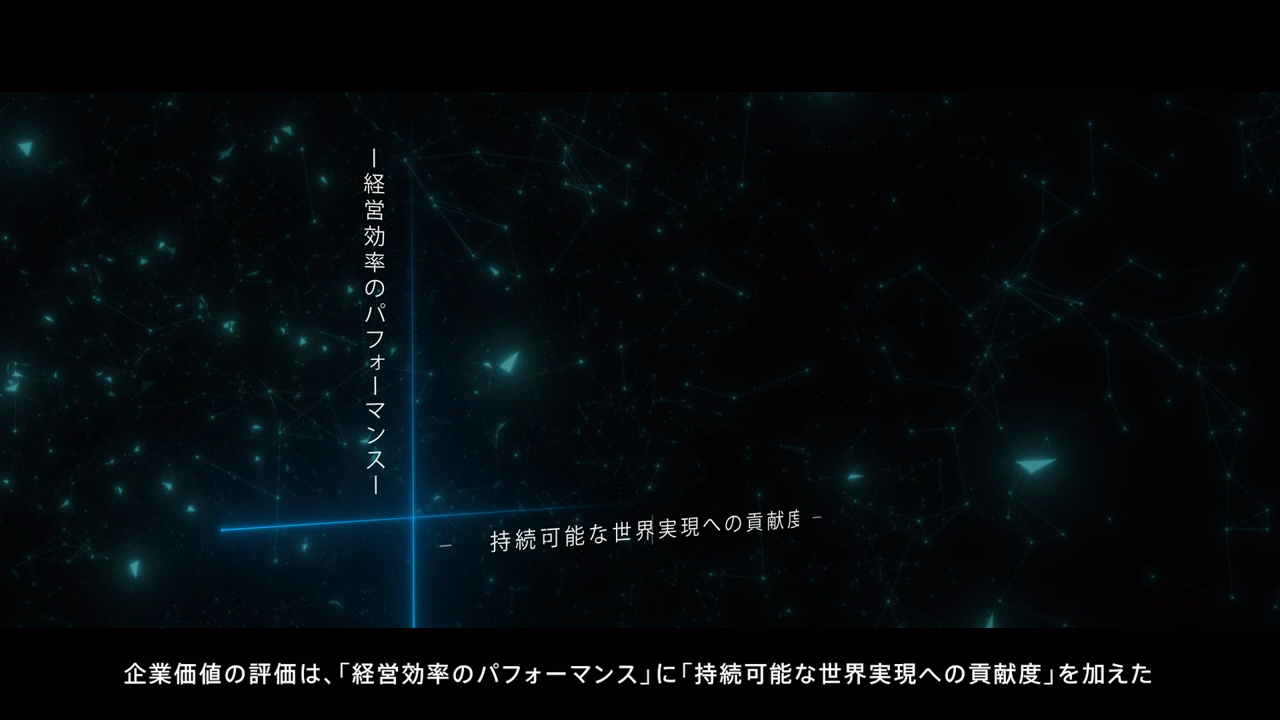 ー経営効率のパフォーマンスー
– 持続可能な世界実現への貢献度 –
企業価値の評価は、「経営効率のパフォーマンス」に「持続可能な世界実現への貢献度」を加えた